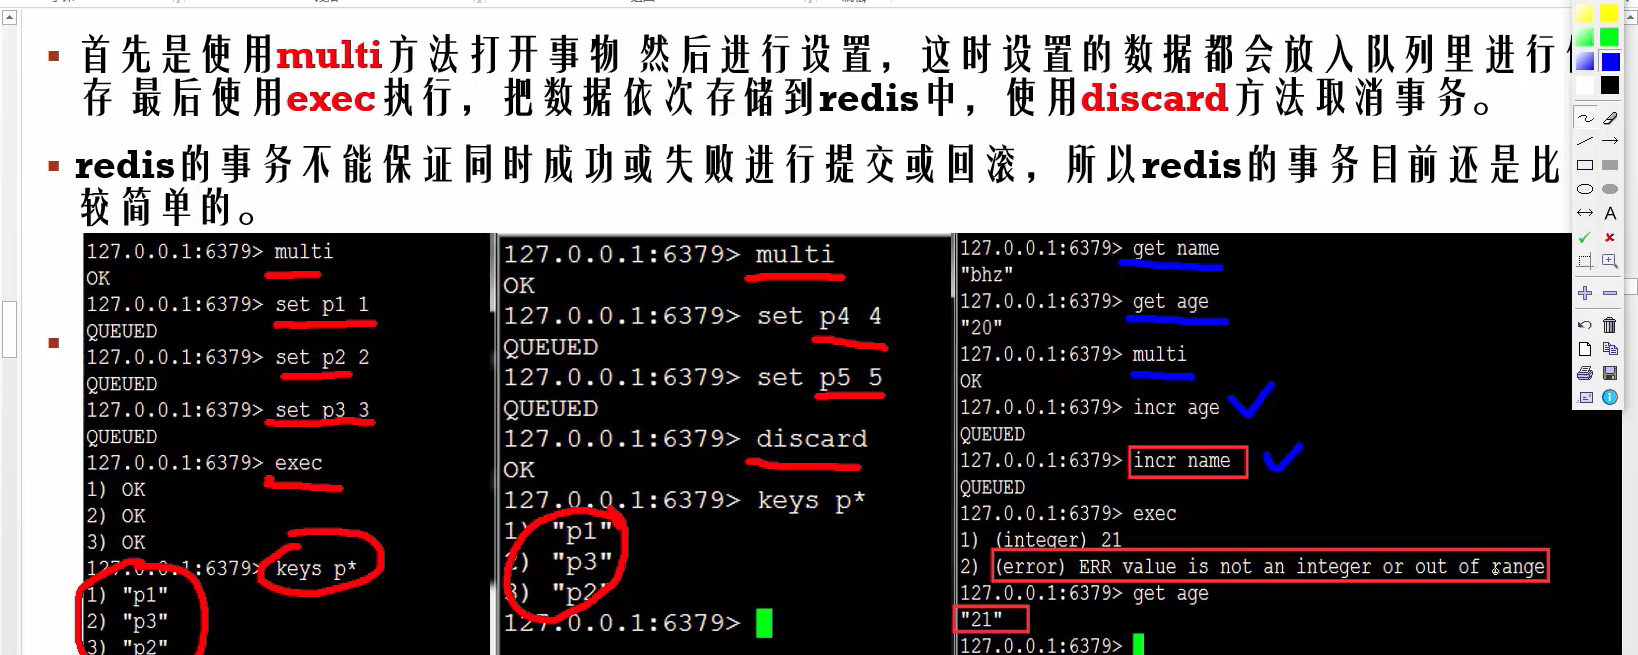 首先是使用multi方法打开事物 然后进行设置，这时设置的数据都会放入队列里进行
存 最后使用exec执行，把数据依次存储到redis中，使用discard方法取消事务。
redis的事务不能保证同时成功或失败进行提交或回滚，所以redis的事务目前还是比
较简单的。
127.0.0.1:6379> multi
OK
127.0.0.1:6379> set p1 1
QUEUED
127.0.0.1:6379> set p2 2
QUEUED
127.0.0.1:6379> set p3 3
QUEUED
127.0.0.1:6379> exec
1) OK
2) OK
3) OK
127.0.0.1:6379> keys p*
1) "p1"
2) "p3"
3) "p2"
127.0.0.1:6379> multi
OK
127.0.0.1:6379> set p4 4
QUEUED
127.0.0.1:6379> set p5 5
QUEUED
127.0.0.1:6379> discard
OK
127.0.0.1:6379> keys p*
1) "p1"
2) "p3"
3) "p2"
127.0.0.1:6379>
127.0.0.1:6379> get name
"bhz"
127.0.0.1:6379> get age
"20"
127.0.0.1:6379> multi
OK
127.0.0.1:6379> incr age
QUEUED
127.0.0.1:6379> incr name
QUEUED
127.0.0.1:6379> exec
1) (integer) 21
2) (error) ERR value is not an integer or out of range
127.0.0.1:6379> get age
"21"
127.0.0.1:6379>
A